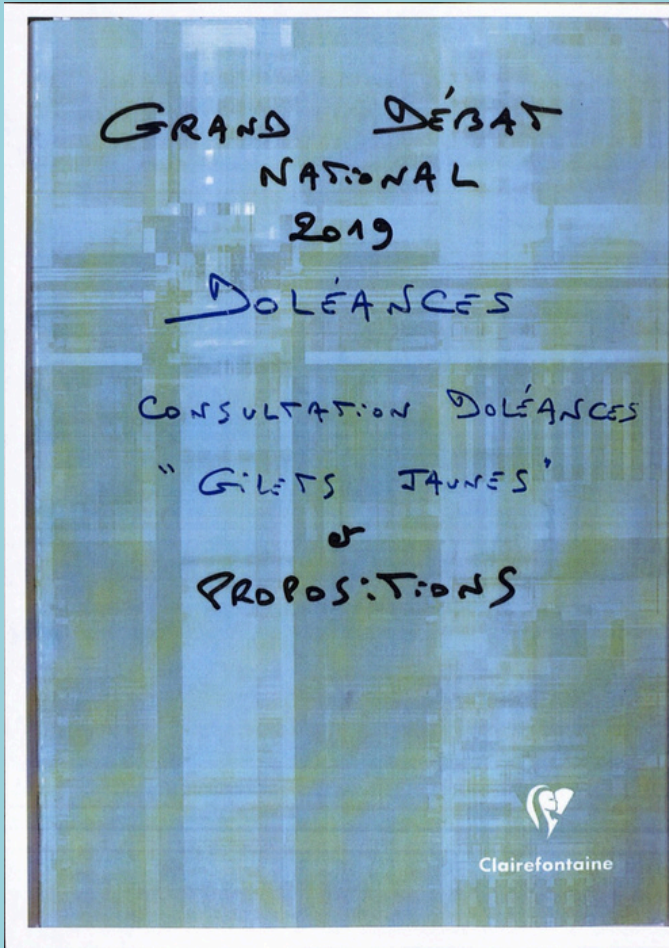 GRAND DÉBAT
NATIONAL
2019
DOLÉANCES
CONSULTATION DOLÉANCES
"GILETS JAUNES"
&
PROPOSITIONS
Clairefontaine